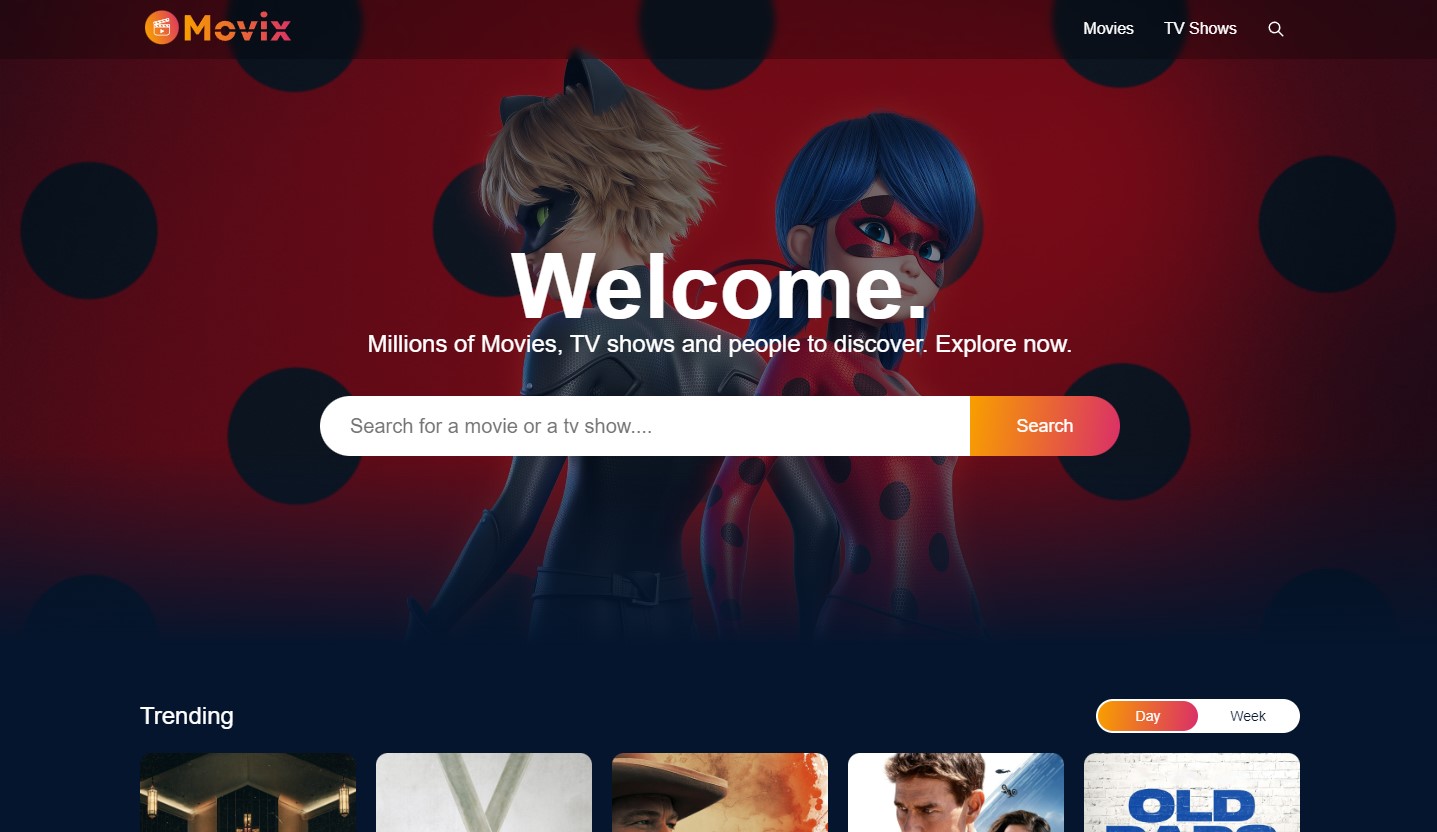 Movix
Movies
TV Shows
Welcome.
Millions of Movies, TV shows and people to discover. Explore now.
Search for a movie or a tv show....
Search
Trending
Day
Week
OLD
DADS